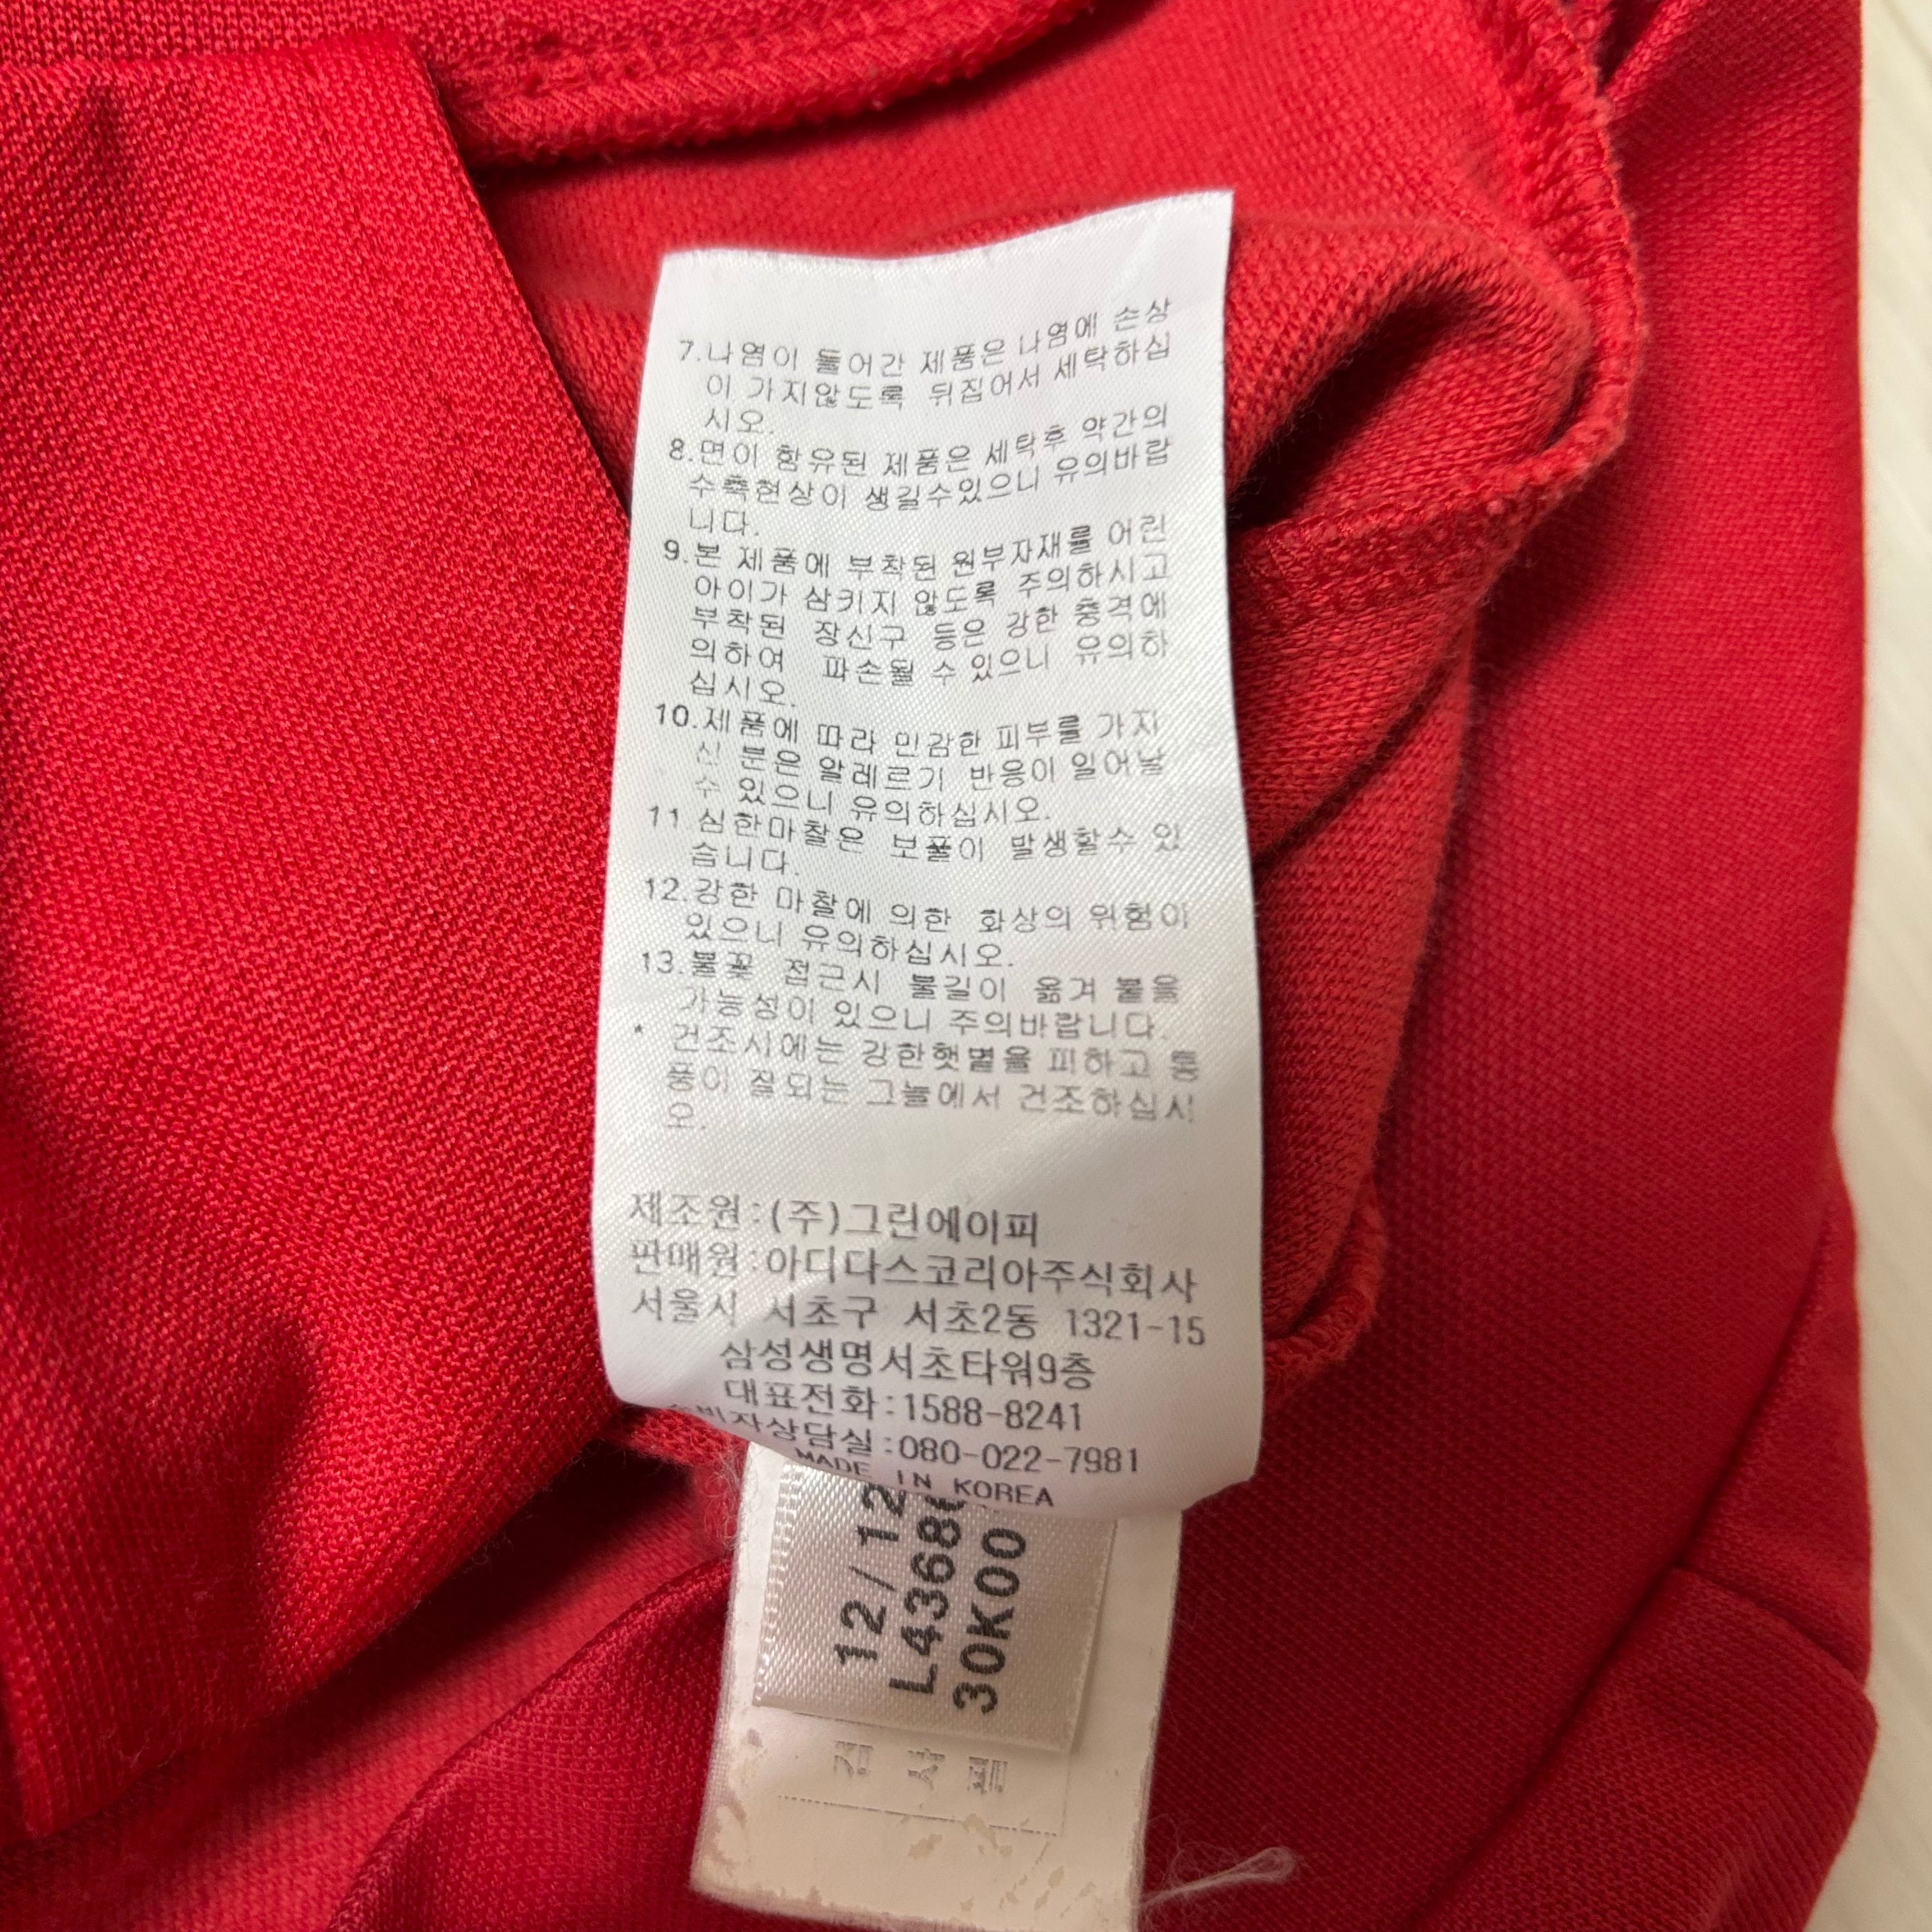 7.나염이 들어간 제품은 나염에 손상
이 가지않도록 뒤집어서 세탁하십
시오.
8.면이 함유된 제품은 세탁후 약간의
수축현상이 생길수있으니 유의바랍
니다.
9.본 제품에 부착된 원부자재를 어린
아이가 삼키지 않도록 주의하시고
부착된 장신구 등은 강한 충격에
의하여 파손될 수 있으니 유의하
십시오.
10.제품에 따라 민감한 피부를 가지
신 분은 알레르기 반응이 일어날
수 있으니 유의하십시오.
11.심한마찰은 보풀이 발생할수 있
습니다.
12.강한 마찰에 의한 화상의 위험이
있으니 유의하십시오.
13.불꽃 접근시 불길이 옮겨 붙을
가능성이 있으니 주의바랍니다.
* 건조시에는 강한햇볕을 피하고 통
풍이 잘되는 그늘에서 건조하십시
오.
제조원:(주)그린에이피
판매원:아디다스코리아주식회사
서울시 서초구 서초2동 1321-15
삼성생명서초타워9층
대표전화:1588-8241
소비자상담실:080-022-7981
MADE IN KOREA
12/12
L43680
30K00
검사필